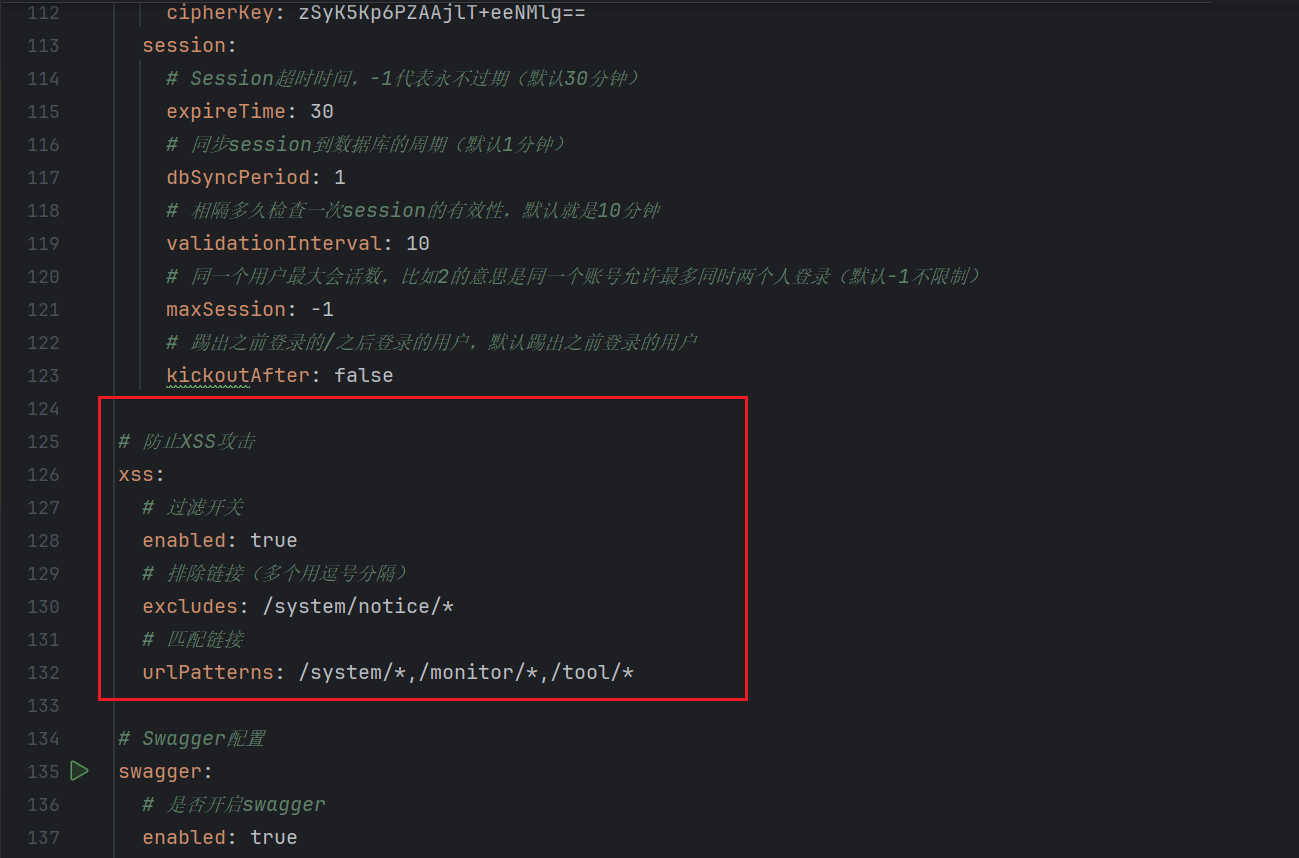 112 cipherKey: zSyK5Kp6PZAAjlT+eeNMlg==
113 session:
114 # Session超时时间，-1代表永不过期（默认30分钟）
115 expireTime: 30
116 # 同步session到数据库的周期（默认1分钟）
117 dbSyncPeriod: 1
118 # 相隔多久检查一次session的有效性，默认就是10分钟
119 validationInterval: 10
120 # 同一个用户最大会话数，比如2的意思是同一个账号允许最多同时两个人登录（默认-1不限制）
121 maxSession: -1
122 # 踢出之前登录的/之后登录的用户，默认踢出之前登录的用户
123 kickoutAfter: false
124
125 # 防止XSS攻击
126 xss:
127 # 过滤开关
128 enabled: true
129 # 排除链接（多个用逗号分隔）
130 excludes: /system/notice/*
131 # 匹配链接
132 urlPatterns: /system/*,/monitor/*,/tool/*
133
134 # Swagger配置
135 swagger:
136 # 是否开启swagger
137 enabled: true